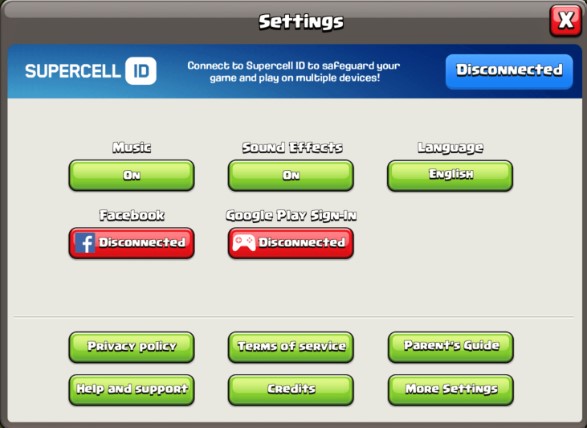 Settings
X
SUPERCELL ID
Connect to Supercell ID to safeguard your
game and play on multiple devices!
Disconnected
Music
Sound Effects
Language
On
On
English
Facebook
Google Play Sign-In
f Disconnected
Disconnected
Privacy policy
Terms of service
Parent's Guide
Help and support
Credits
More Settings